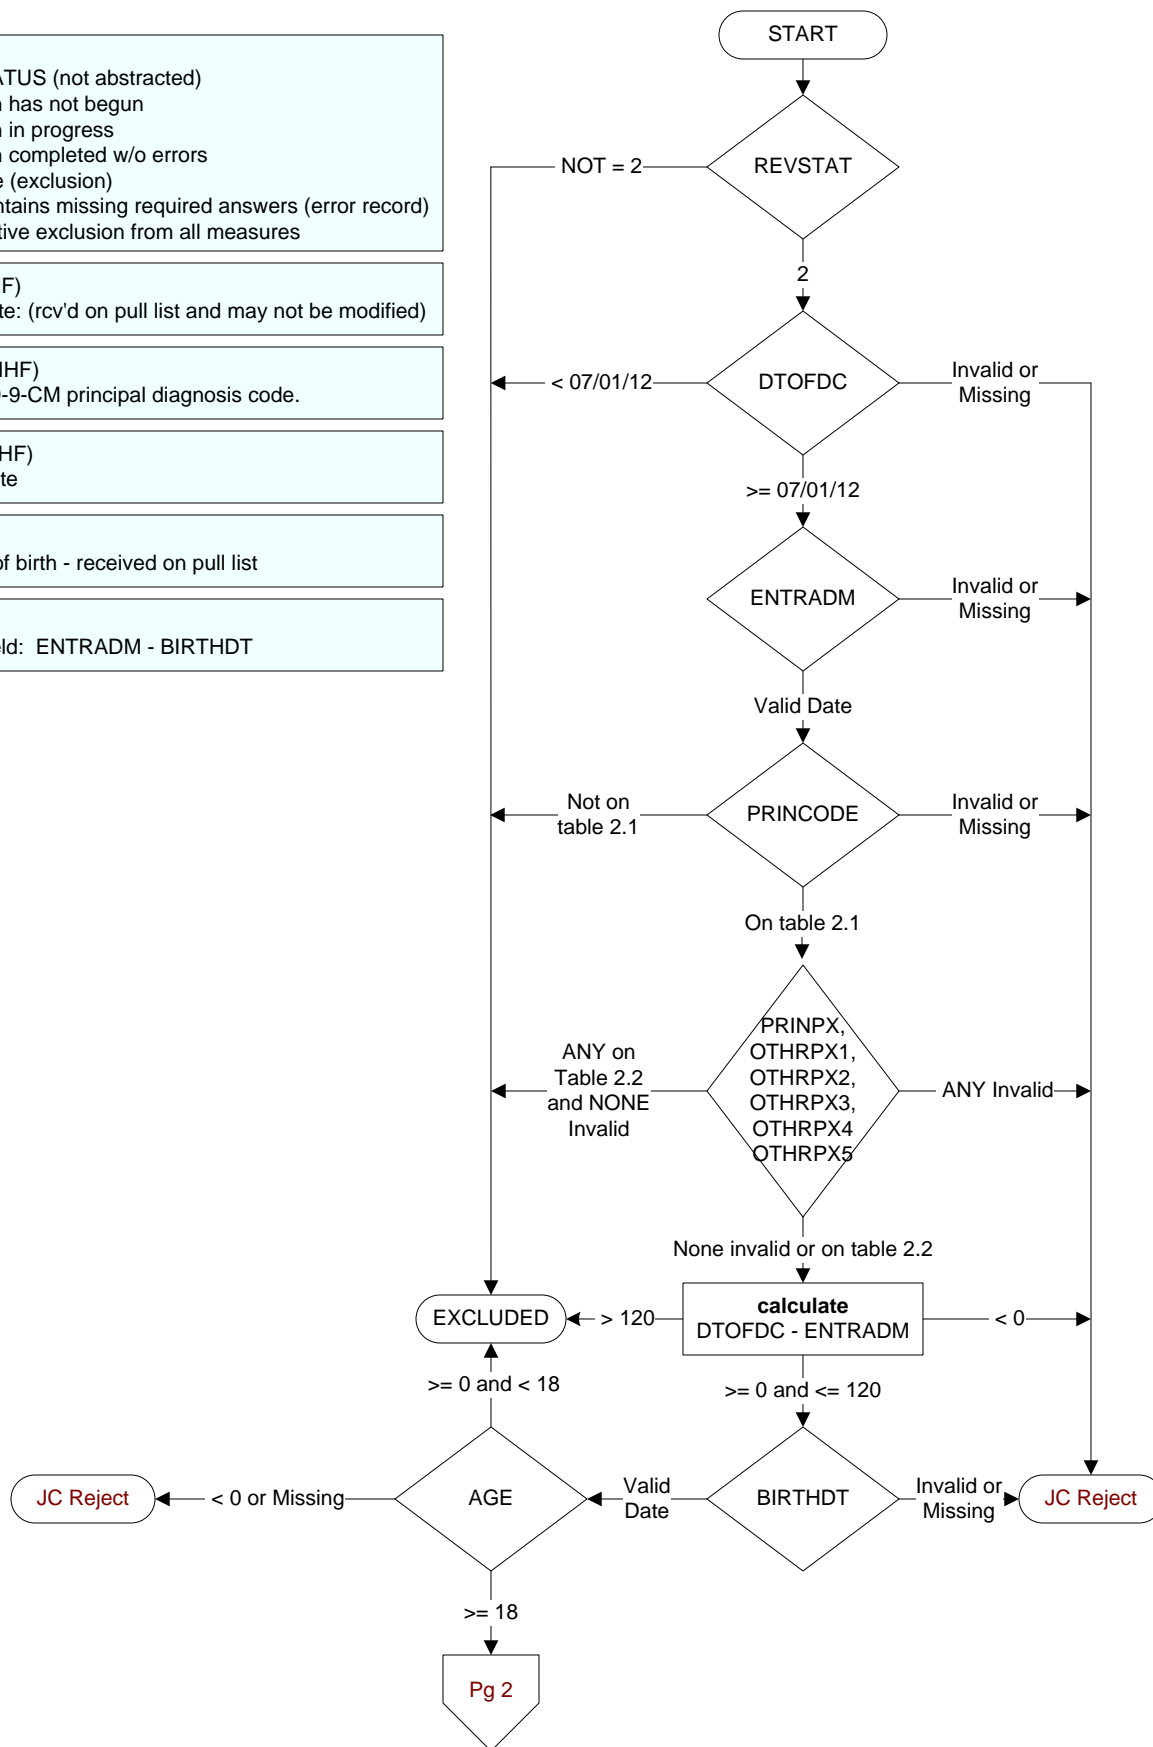 START
ATUS (not abstracted)
has not begun
in progress
completed w/o errors
(exclusion)
ntains missing required answers (error record)
tive exclusion from all measures
F)
te: (rcv'd on pull list and may not be modified)
HF)
-9-CM principal diagnosis code.
HF)
te
of birth - received on pull list
eld: ENTRADM - BIRTHDT
NOT = 2
REVSTAT
2
< 07/01/12
DTOFDC
Invalid or
Missing
>= 07/01/12
ENTRADM
Invalid or
Missing
Valid Date
Not on
table 2.1
PRINCODE
Invalid or
Missing
On table 2.1
ANY on
Table 2.2
and NONE
Invalid
PRINPX,
OTHRPX1,
OTHRPX2,
OTHRPX3,
OTHRPX4
OTHRPX5
ANY Invalid
None invalid or on table 2.2
EXCLUDED
> 120
calculate
DTOFDC - ENTRADM
< 0
>= 0 and < 18
>= 0 and <= 120
JC Reject
< 0 or Missing
AGE
Valid
Date
BIRTHDT
Invalid or
Missing
JC Reject
>= 18
Pg 2